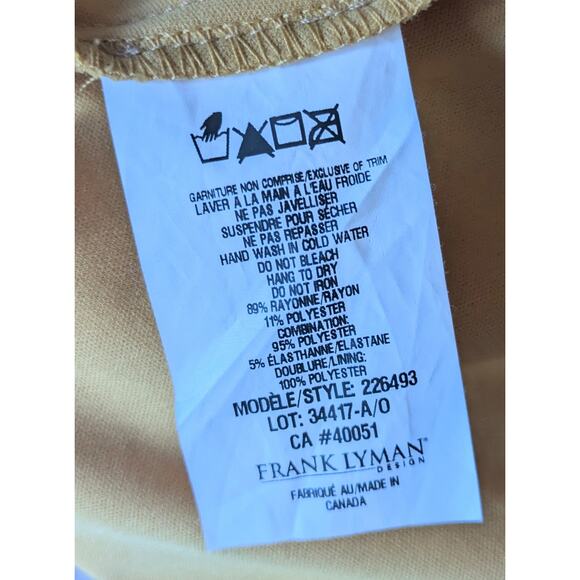 GARNITURE NON COMPRISE/EXCLUSIVE OF TRIM
LAVER A LA MAIN A L'EAU FROIDE
NE PAS JAVELLISER
SUSPENDRE POUR SÉCHER
NE PAS REPASSER
HAND WASH IN COLD WATER
DO NOT BLEACH
HANG TO DRY
DO NOT IRON
89% RAYONNE/RAYON
11% POLYESTER
COMBINATION:
95% POLYESTER
5% ÉLASTHANNE/ELASTANE
DOUBLURE/LINING:
100% POLYESTER
MODÈLE/STYLE: 226493
LOT: 34417-A/O
CA #40051
FRANK LYMAN
DESIGN
FABRIQUÉ AU/MADE IN
CANADA